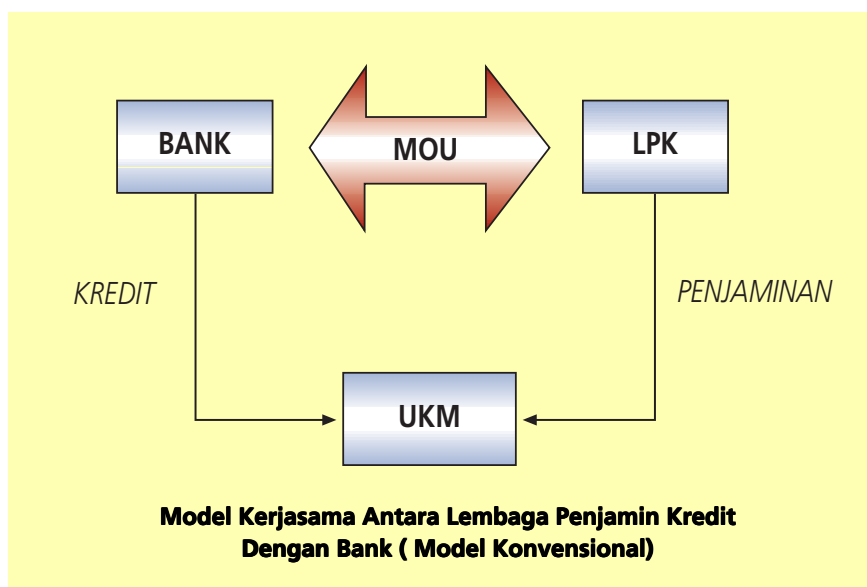 BANK
MOU
LPK
KREDIT
PENJAMINAN
UKM
Model Kerjasama Antara Lembaga Penjamin Kredit
Dengan Bank ( Model Konvensional)